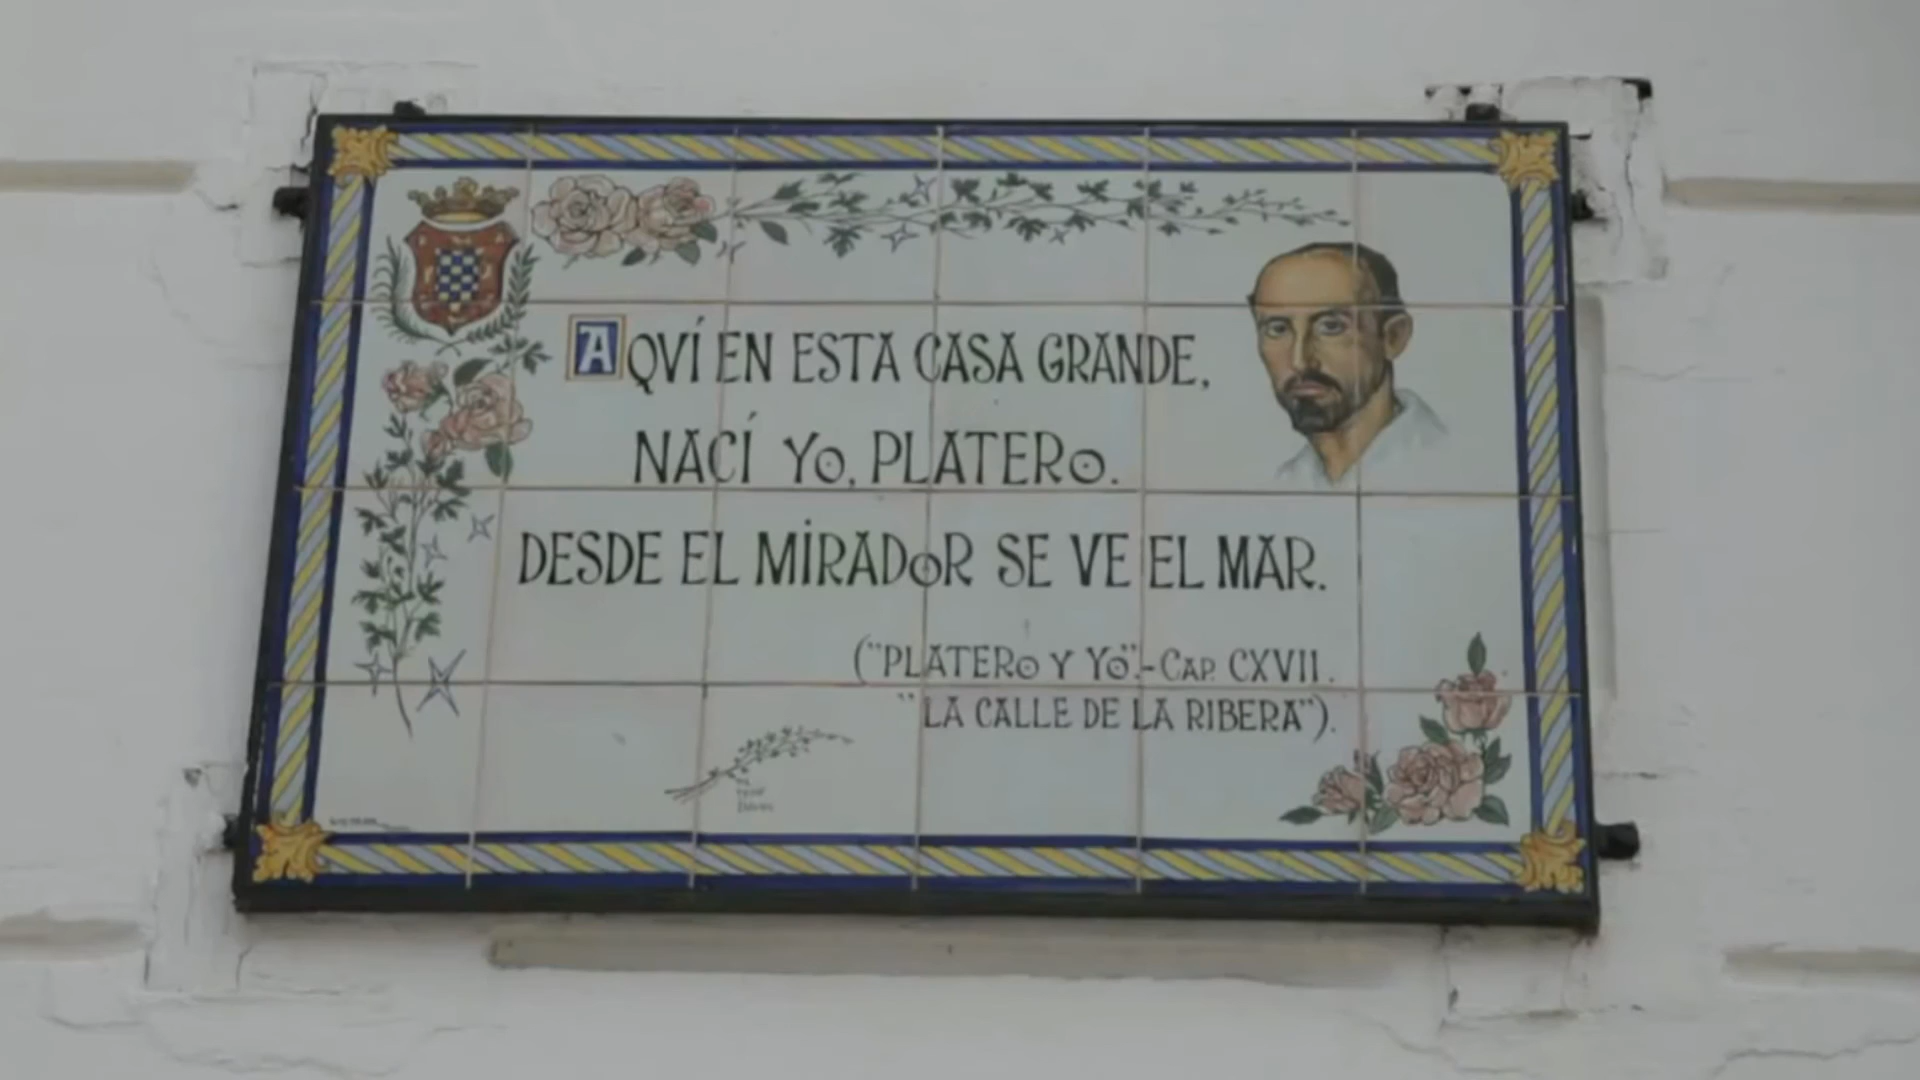 AQVÍ EN ESTA CASA GRANDE,
NACÍ YO, PLATERO.
DESDE EL MIRADOR SE VE EL MAR.
("PLATERO Y YO".- CAP. CXVII.
"LA CALLE DE LA RIBERA").